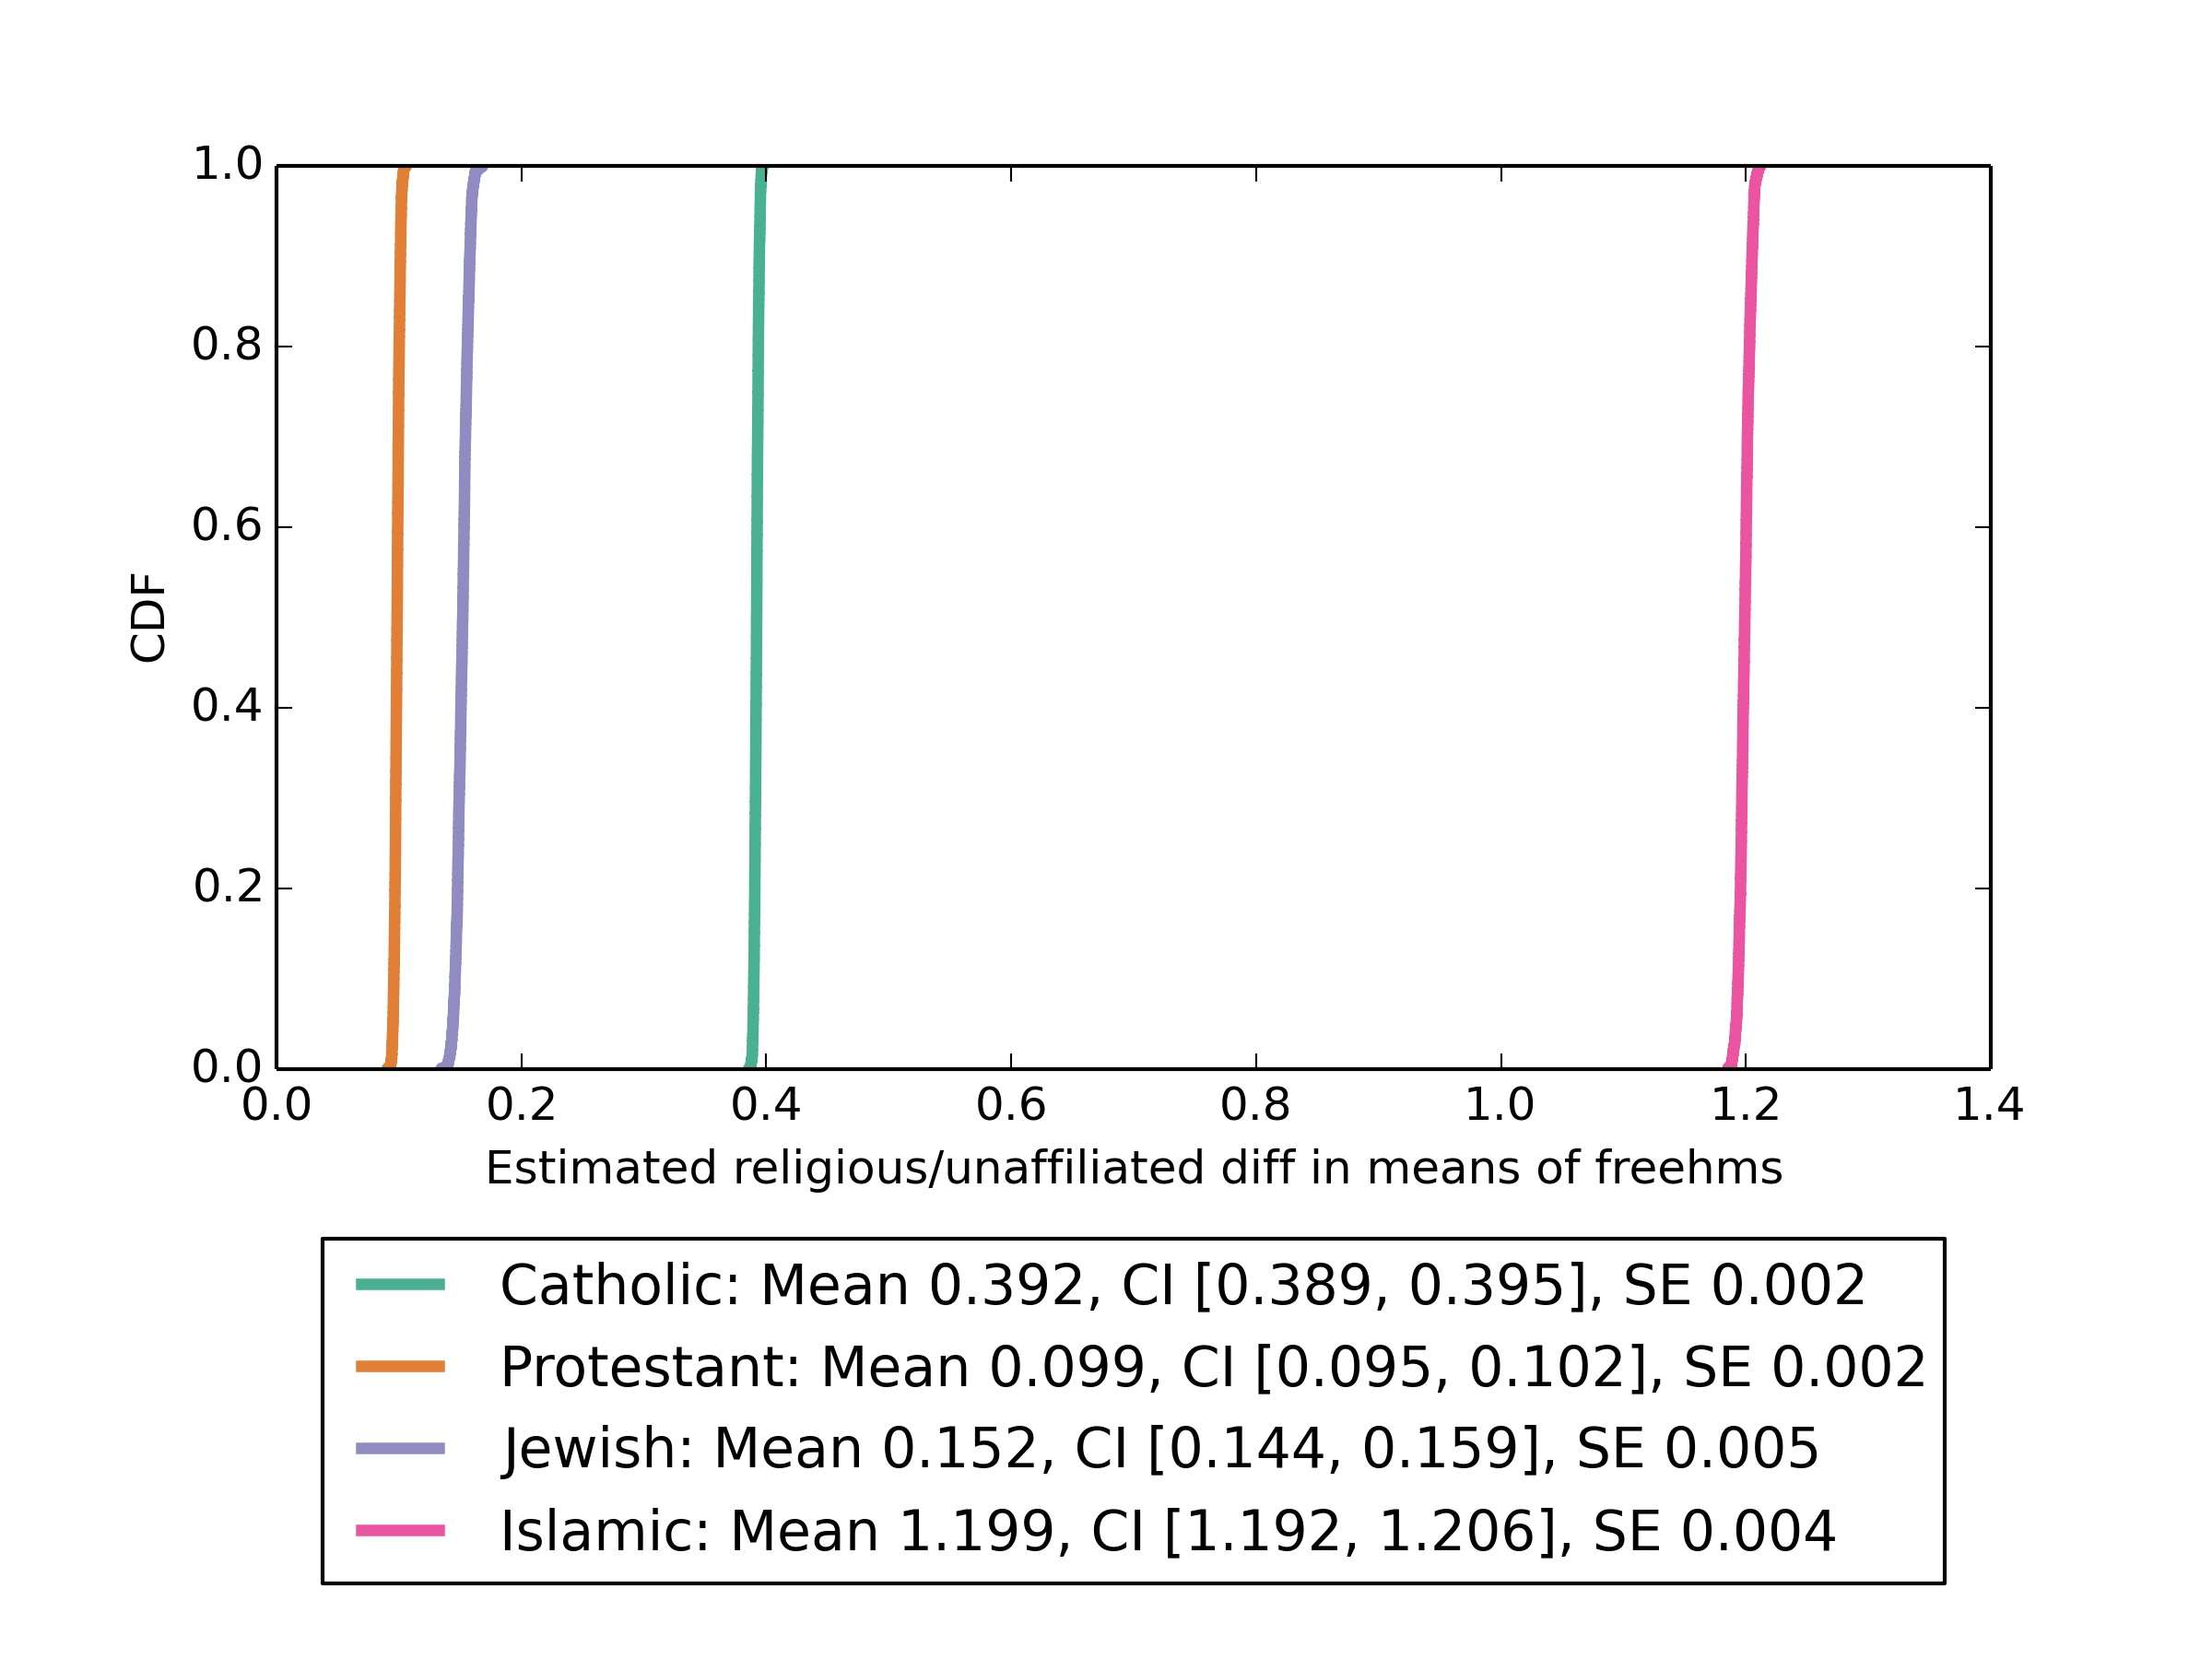 1.0
0.8
0.6
0.4
0.2
0.0
CDF
0.0 0.2 0.4 0.6 0.8 1.0 1.2 1.4
Estimated religious/unaffiliated diff in means of freehms
Catholic: Mean 0.392, CI [0.389, 0.395], SE 0.002
Protestant: Mean 0.099, CI [0.095, 0.102], SE 0.002
Jewish: Mean 0.152, CI [0.144, 0.159], SE 0.005
Islamic: Mean 1.199, CI [1.192, 1.206], SE 0.004